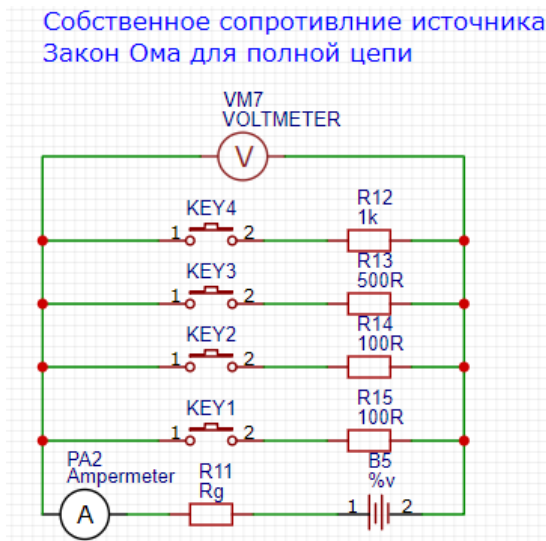 Собственное сопротивлние источника
Закон Ома для полной цепи
VM7
VOLTMETER
V
KEY4
1 2
R12
1k
KEY3
1 2
R13
500R
KEY2
1 2
R14
100R
KEY1
1 2
R15
100R
PA2
Ampermeter
A
R11
Rg
B5
%v
1 2